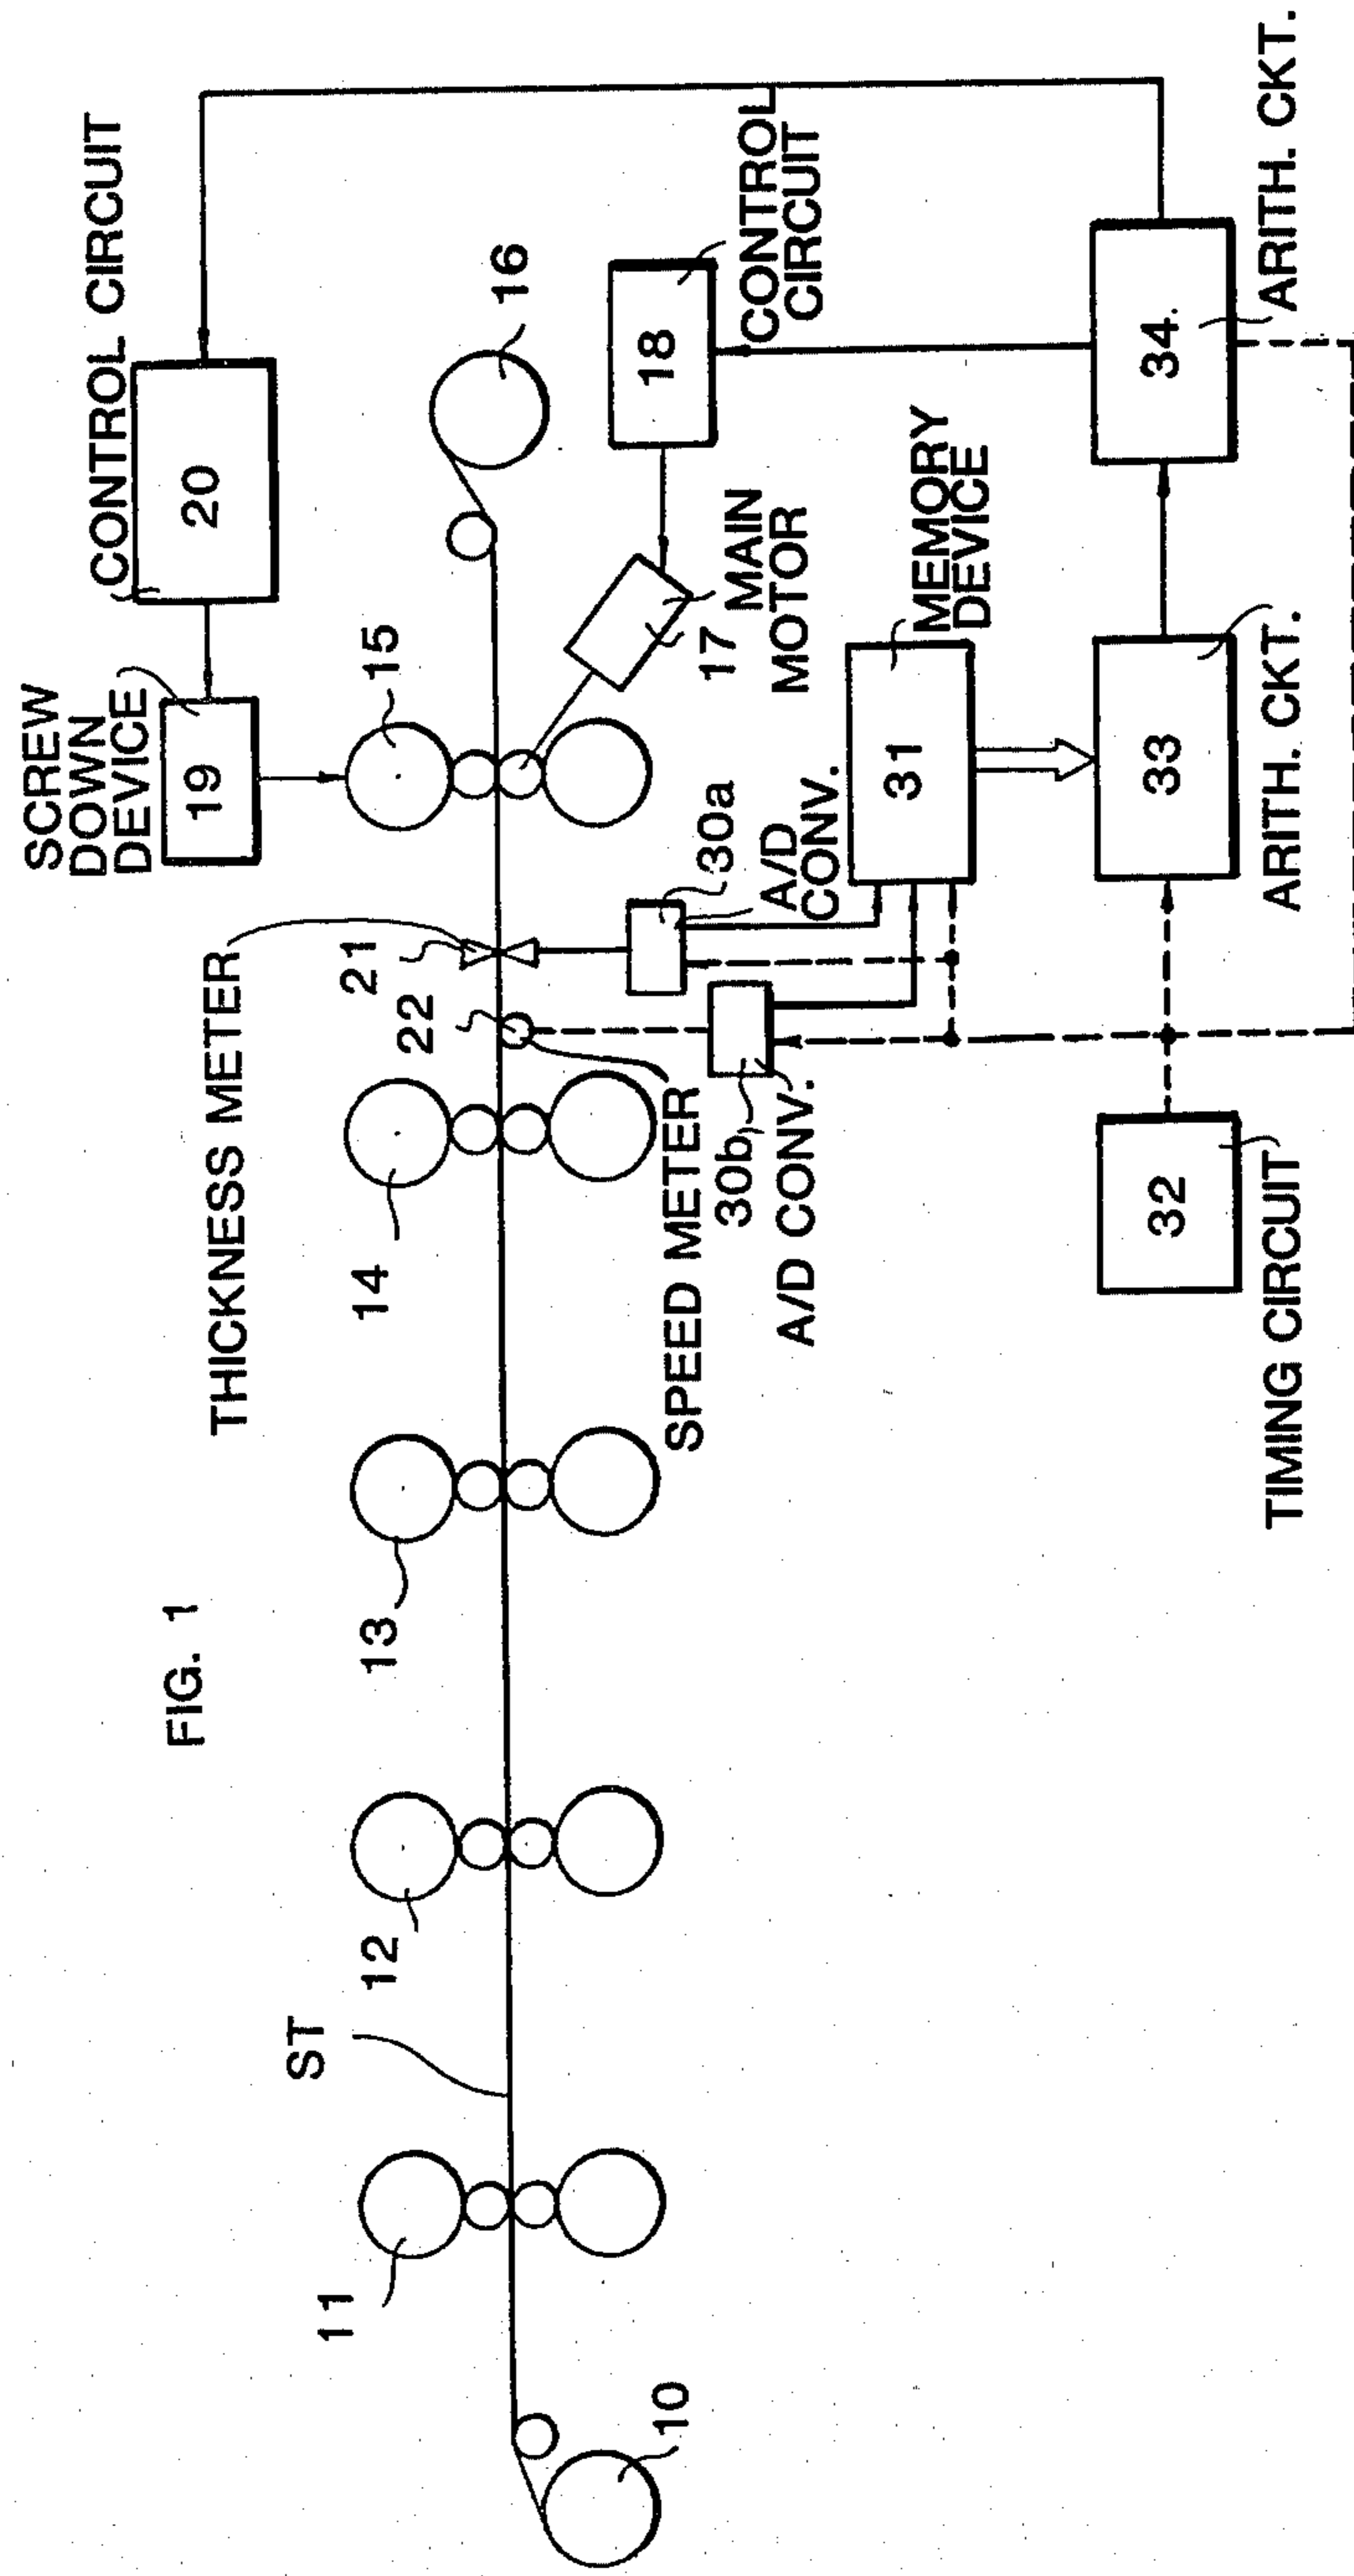 FIG. 1
SCREW
DOWN
DEVICE
19
CONTROL CIRCUIT
20
THICKNESS METER
21
22
10
11
ST
12
13
14
15
16
17
MAIN
MOTOR
18
CONTROL
CIRCUIT
SPEED METER
30a
A/D
CONV.
30b
A/D CONV.
31
MEMORY
DEVICE
32
TIMING CIRCUIT
33
ARITH. CKT.
34
ARITH. CKT.